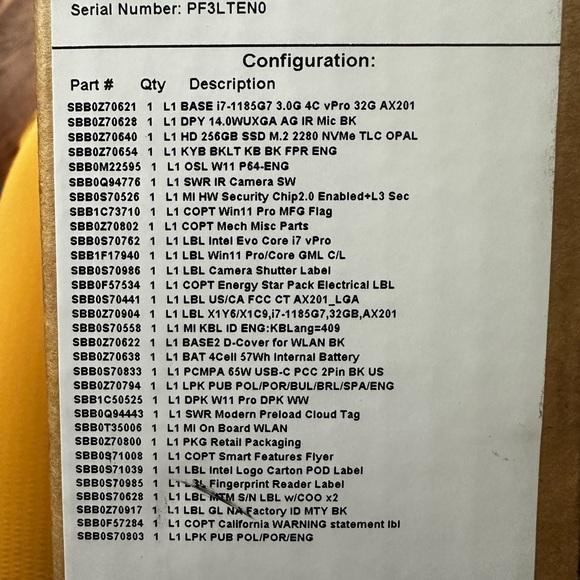 Serial Number: PF3LTEN0
Configuration:
Part # Qty Description
SBB0Z70621 1 L1 BASE i7-1185G7 3.0G 4C vPro 32G AX201
SBB0Z70628 1 L1 DPY 14.0WUXGA AG IR Mic BK
SBB0Z70640 1 L1 HD 256GB SSD M.2 2280 NVMe TLC OPAL
SBB0Z70654 1 L1 KYB BKLT KB BK FPR ENG
SBB0M22595 1 L1 OSL W11 P64-ENG
SBB0Q94776 1 L1 SWR IR Camera SW
SBB0S70526 1 L1 MI HW Security Chip2.0 Enabled+L3 Sec
SBB1C73710 1 L1 COPT Win11 Pro MFG Flag
SBB0Z70802 1 L1 COPT Mech Misc Parts
SBB0S70762 1 L1 LBL Intel Evo Core i7 vPro
SBB1F17940 1 L1 LBL Win11 Pro/Core GML C/L
SBB0S70986 1 L1 LBL Camera Shutter Label
SBB0F57534 1 L1 COPT Energy Star Pack Electrical LBL
SBB0S70441 1 L1 LBL US/CA FCC CT AX201_LGA
SBB0Z70904 1 L1 LBL X1Y6/X1C9,i7-1185G7,32GB,AX201
SBB0S70558 1 L1 MI KBL ID ENG:KBLang=409
SBB0Z70622 1 L1 BASE2 D-Cover for WLAN BK
SBB0Z70638 1 L1 BAT 4Cell 57Wh Internal Battery
SBB0S70833 1 L1 PCMPA 65W USB-C PCC 2Pin BK US
SBB0Z70794 1 L1 LPK PUB POL/POR/BUL/BRL/SPA/ENG
SBB1C50525 1 L1 DPK W11 Pro DPK WW
SBB0Q94443 1 L1 SWR Modern Preload Cloud Tag
SBB0T35006 1 L1 MI On Board WLAN
SBB0Z70800 1 L1 PKG Retail Packaging
SBB0S71008 1 L1 COPT Smart Features Flyer
SBB0S71039 1 L1 LBL Intel Logo Carton POD Label
SBB0S70985 1 L1 LBL Fingerprint Reader Label
SBB0S70628 1 L1 LBL MTM S/N LBL w/COO x2
SBB0Z70917 1 L1 LBL GL NA Factory ID MTY BK
SBB0F57284 1 L1 COPT California WARNING statement lbl
SBB0S70803 1 L1 LPK PUB POL/POR/ENG